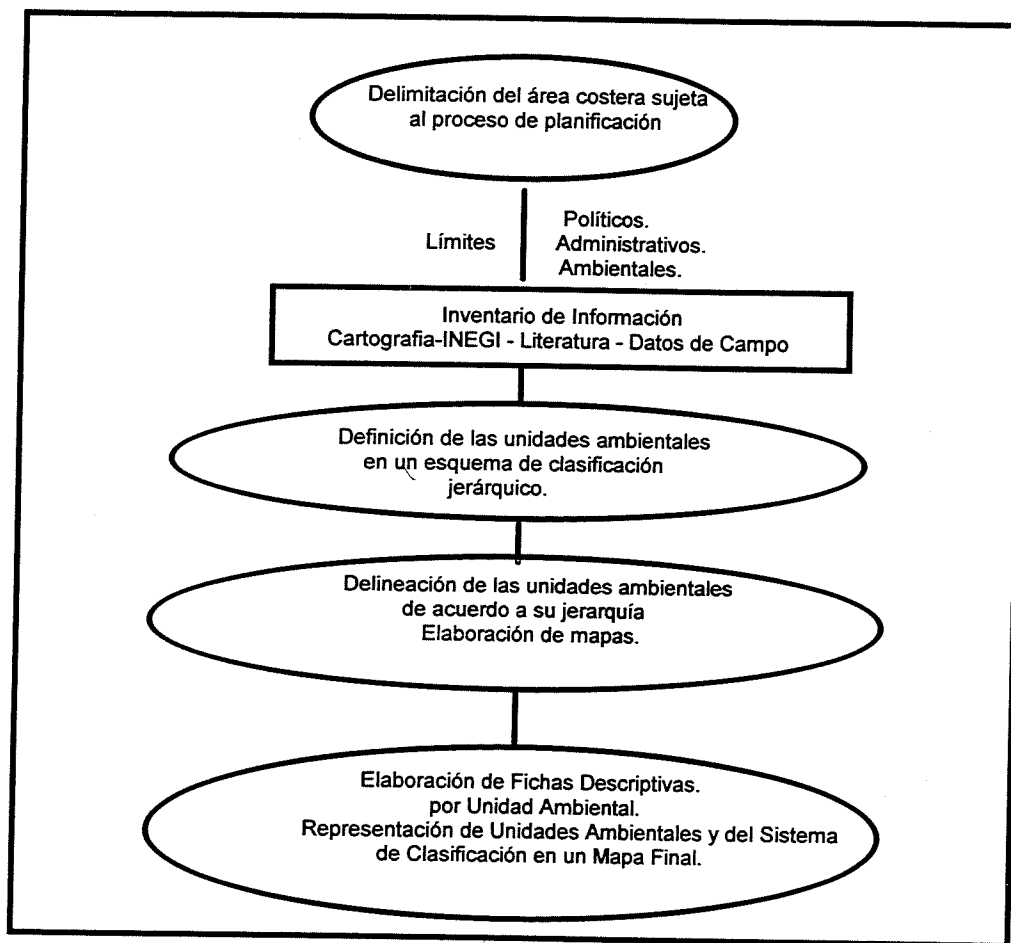 Delimitación del área costera sujeta
al proceso de planificación
Límites
Políticos.
Administrativos.
Ambientales.
Inventario de Información
Cartografia-INEGI - Literatura - Datos de Campo
Definición de las unidades ambientales
en un esquema de clasificación
jerárquico.
Delineación de las unidades ambientales
de acuerdo a su jerarquía
Elaboración de mapas.
Elaboración de Fichas Descriptivas.
por Unidad Ambiental.
Representación de Unidades Ambientales y del Sistema
de Clasificación en un Mapa Final.